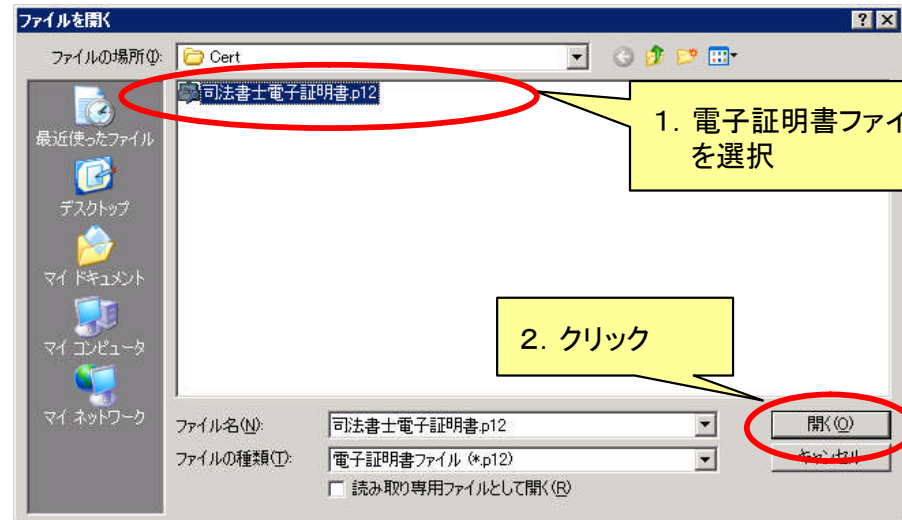 ファイルを開く
ファイルの場所(I):
Cert
司法書士電子証明書.p12
1．電子証明書ファイ
を選択
最近使ったファイル
デスクトップ
マイ ドキュメント
マイ コンピュータ
マイ ネットワーク
2．クリック
ファイル名(N):
司法書士電子証明書.p12
開く(O)
ファイルの種類(T):
電子証明書ファイル (*.p12)
キャンセル
読み取り専用ファイルとして開く(R)